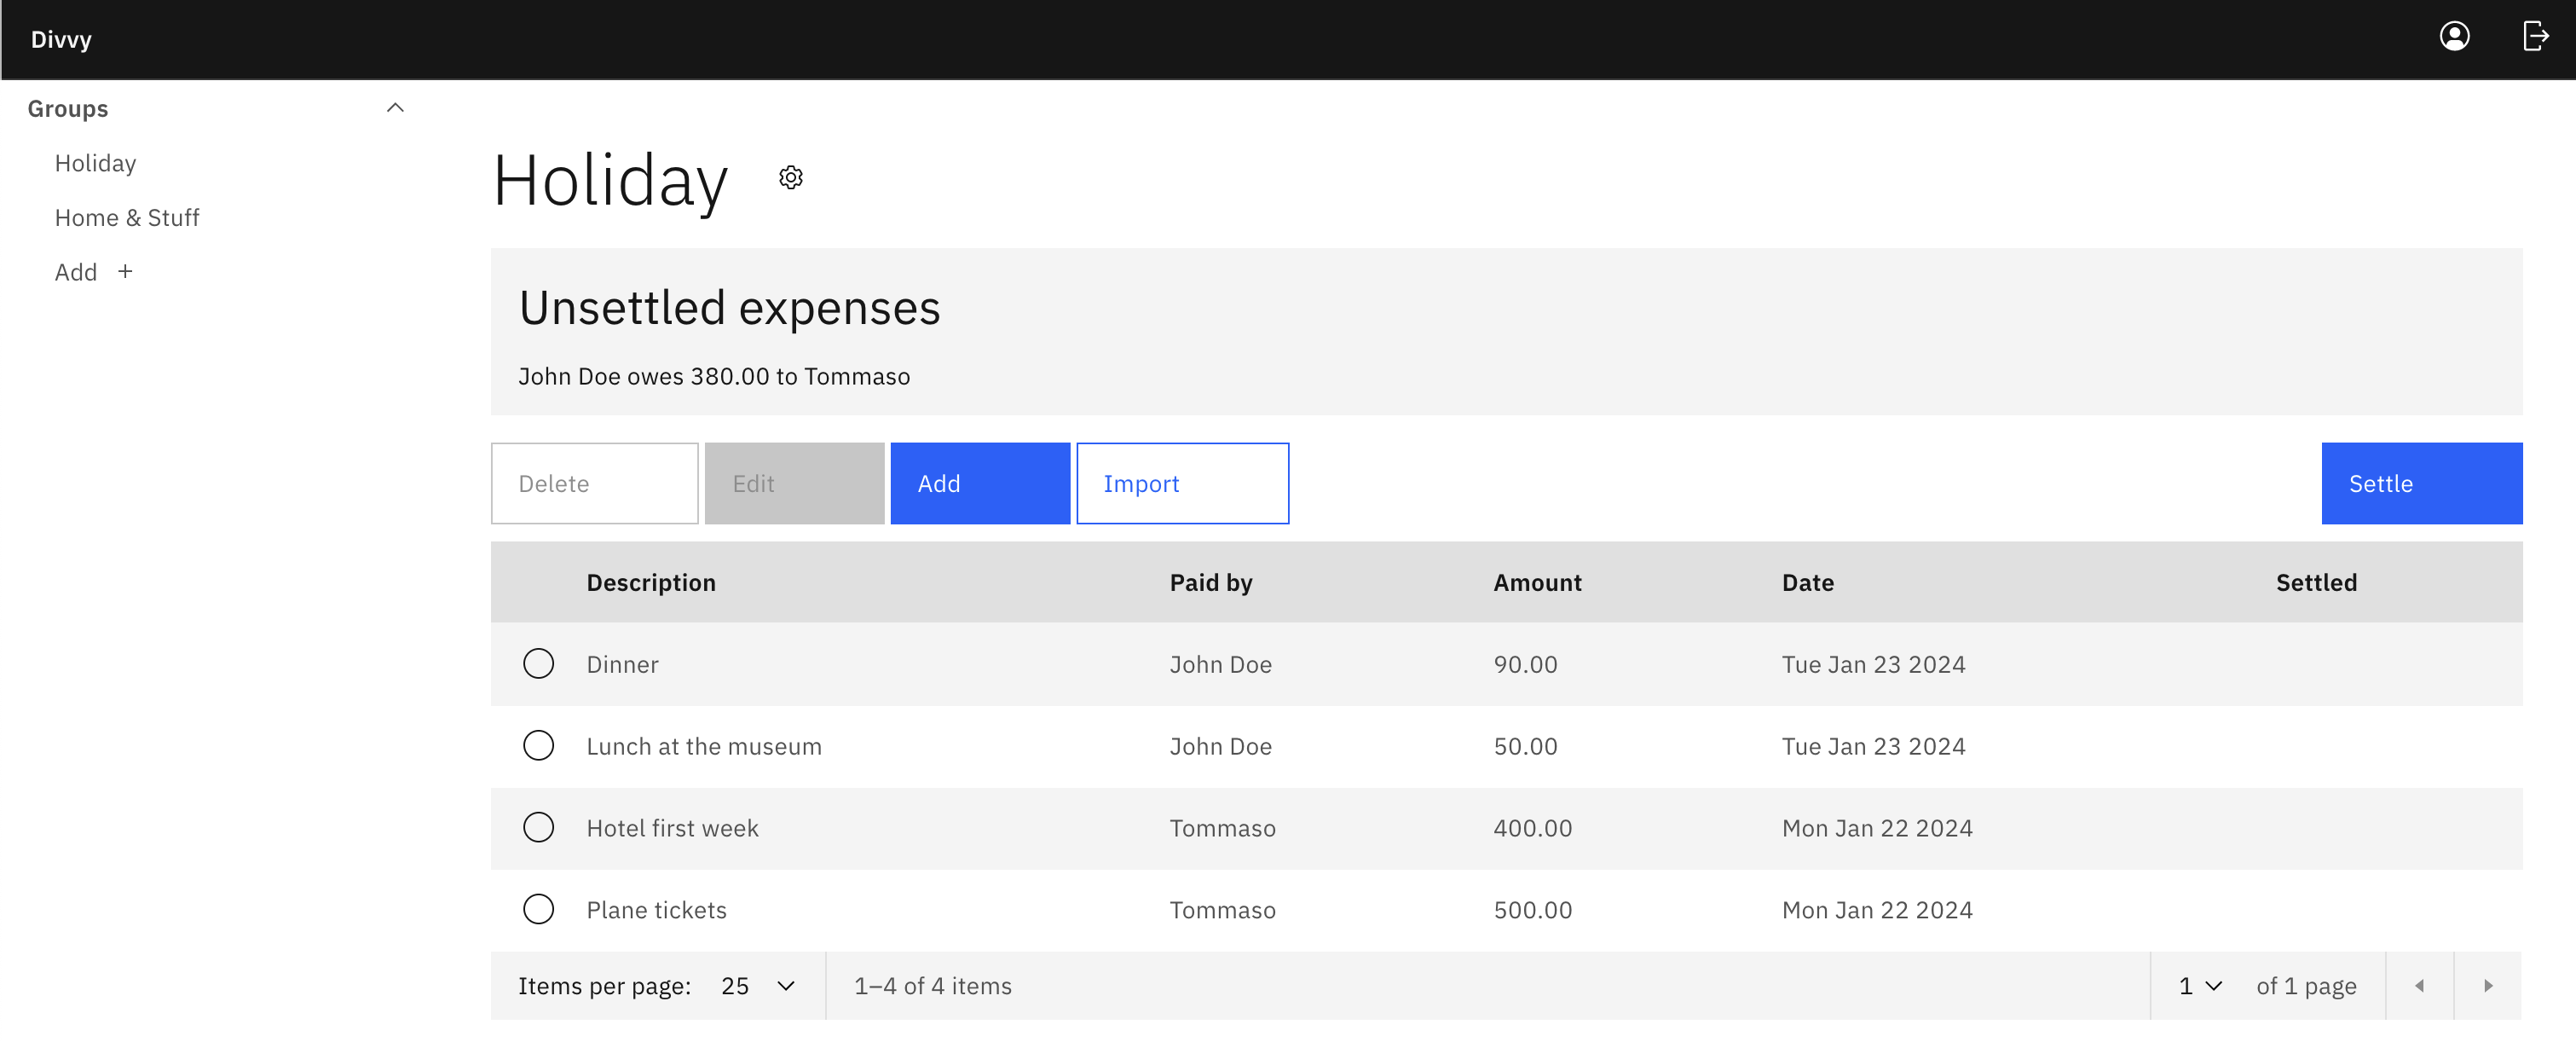 Divvy
Groups
Holiday
Home & Stuff
Add +
Holiday
Unsettled expenses
John Doe owes 380.00 to Tommaso
Delete Edit Add Import Settle
Description Paid by Amount Date Settled
Dinner John Doe 90.00 Tue Jan 23 2024
Lunch at the museum John Doe 50.00 Tue Jan 23 2024
Hotel first week Tommaso 400.00 Mon Jan 22 2024
Plane tickets Tommaso 500.00 Mon Jan 22 2024
Items per page: 25 1–4 of 4 items 1 of 1 page